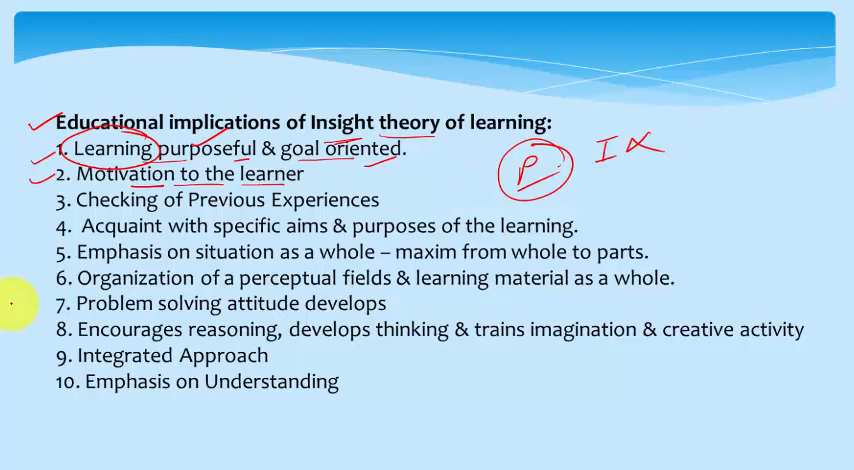 Educational implications of Insight theory of learning:
1. Learning purposeful & goal oriented.
2. Motivation to the learner
3. Checking of Previous Experiences
4. Acquaint with specific aims & purposes of the learning.
5. Emphasis on situation as a whole – maxim from whole to parts.
6. Organization of a perceptual fields & learning material as a whole.
7. Problem solving attitude develops
8. Encourages reasoning, develops thinking & trains imagination & creative activity
9. Integrated Approach
10. Emphasis on Understanding
P I ∝